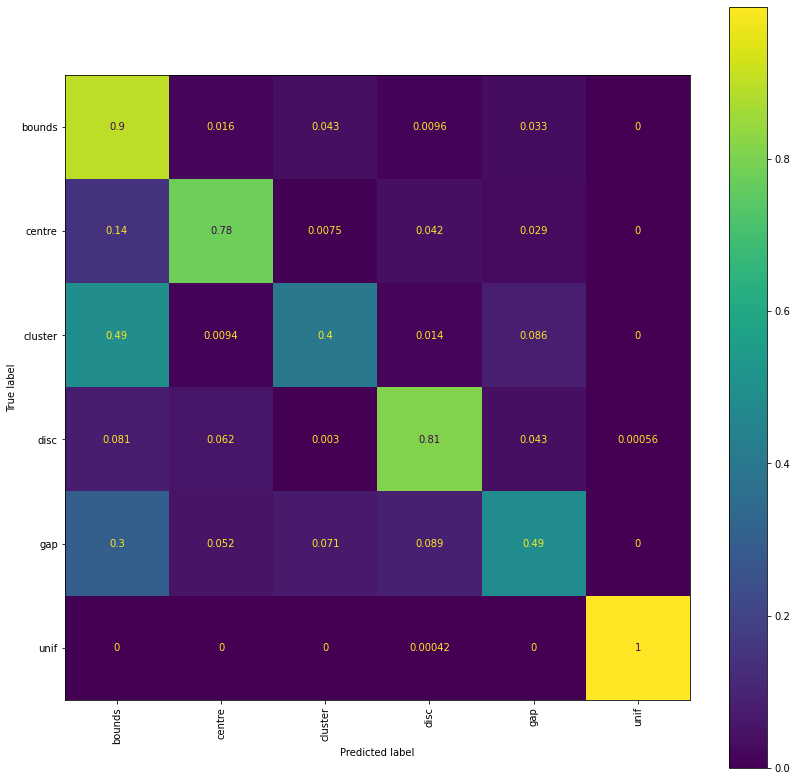 bounds 0.9 0.016 0.043 0.0096 0.033 0
centre 0.14 0.78 0.0075 0.042 0.029 0
cluster 0.49 0.0094 0.4 0.014 0.086 0
disc 0.081 0.062 0.003 0.81 0.043 0.00056
gap 0.3 0.052 0.071 0.089 0.49 0
unif 0 0 0 0.00042 0 1
True label
bounds centre cluster disc gap unif
Predicted label
0.8
0.6
0.4
0.2
0.0